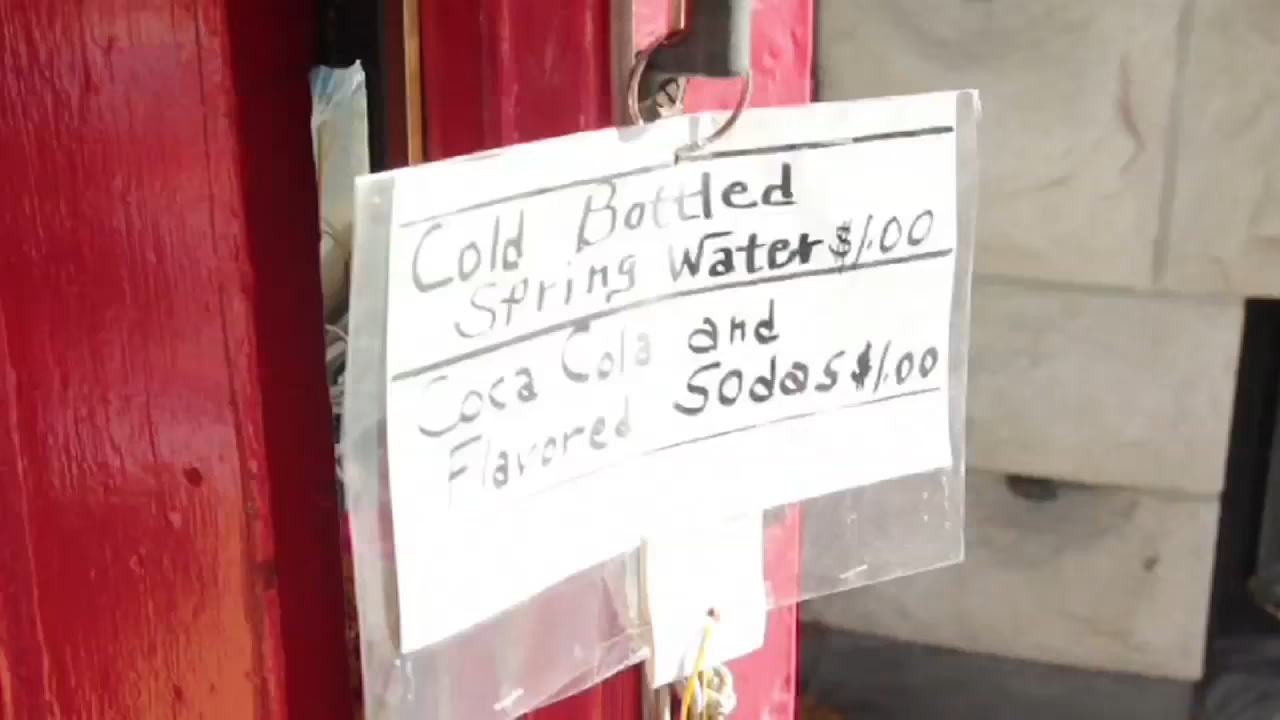 Cold Bottled
Spring Water $1.00
Coca Cola and
Flavored Sodas $1.00